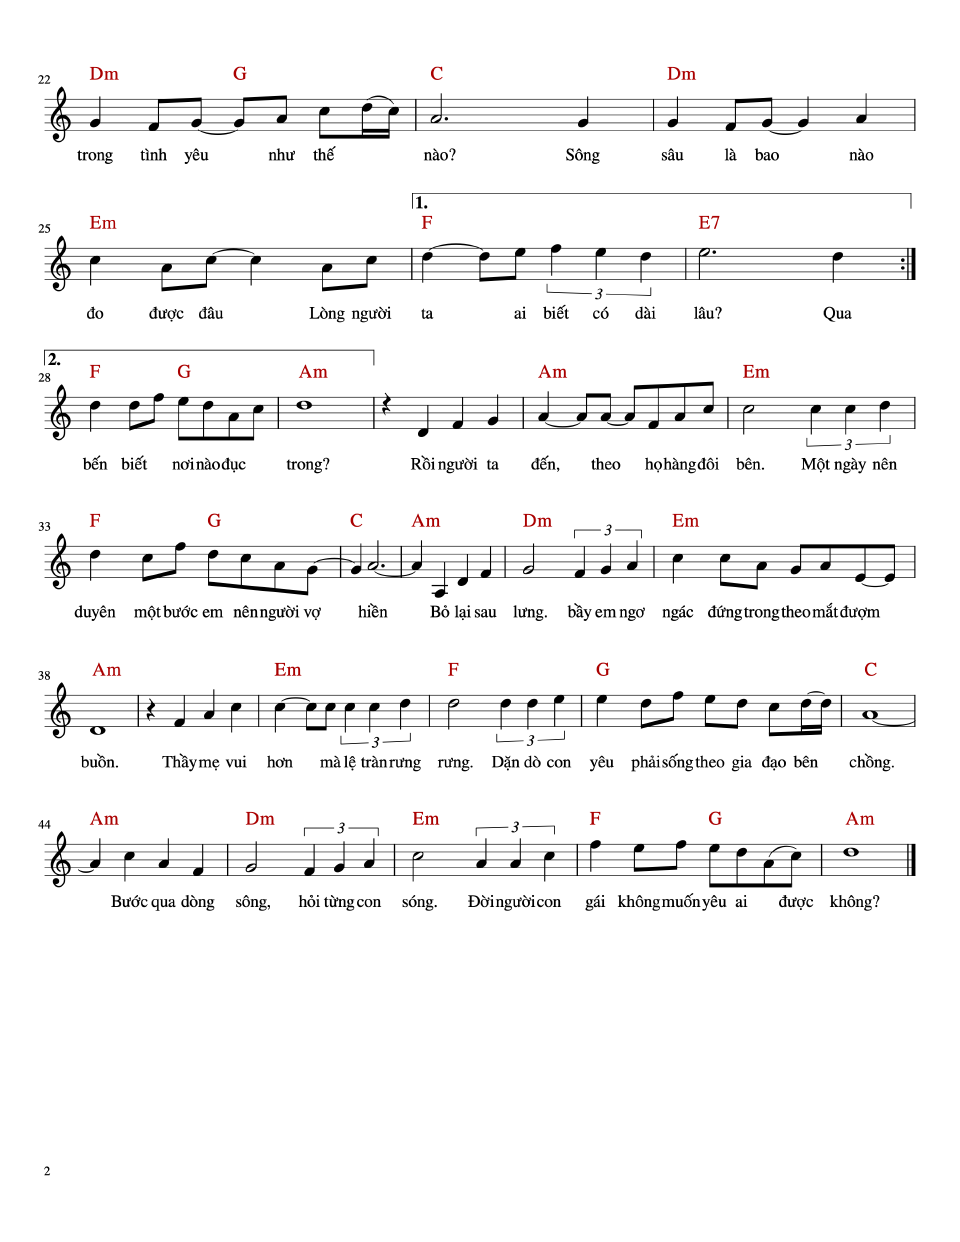 Dm G C Dm
22
trong tình yêu như thế nào? Sông sâu là bao nào
1.
Em F E7
25
3
đo được đâu Lòng người ta ai biết có dài lâu? Qua
2.
F G Am Am Em
28
3
bến biết nơi nào đục trong? Rồi người ta đến, theo họ hàng đôi bên. Một ngày nên
F G C Am Dm Em
33
3
duyên một bước em nên người vợ hiền Bỏ lại sau lưng. bầy em ngơ ngác đứng trong theo mắt đượm
Am Em F G C
38
3 3
buồn. Thầy mẹ vui hơn mà lệ tràn rưng rưng. Dặn dò con yêu phải sống theo gia đạo bên chồng.
Am Dm Em F G Am
44
3 3
Bước qua dòng sông, hỏi từng con sóng. Đời người con gái không muốn yêu ai được không?
2